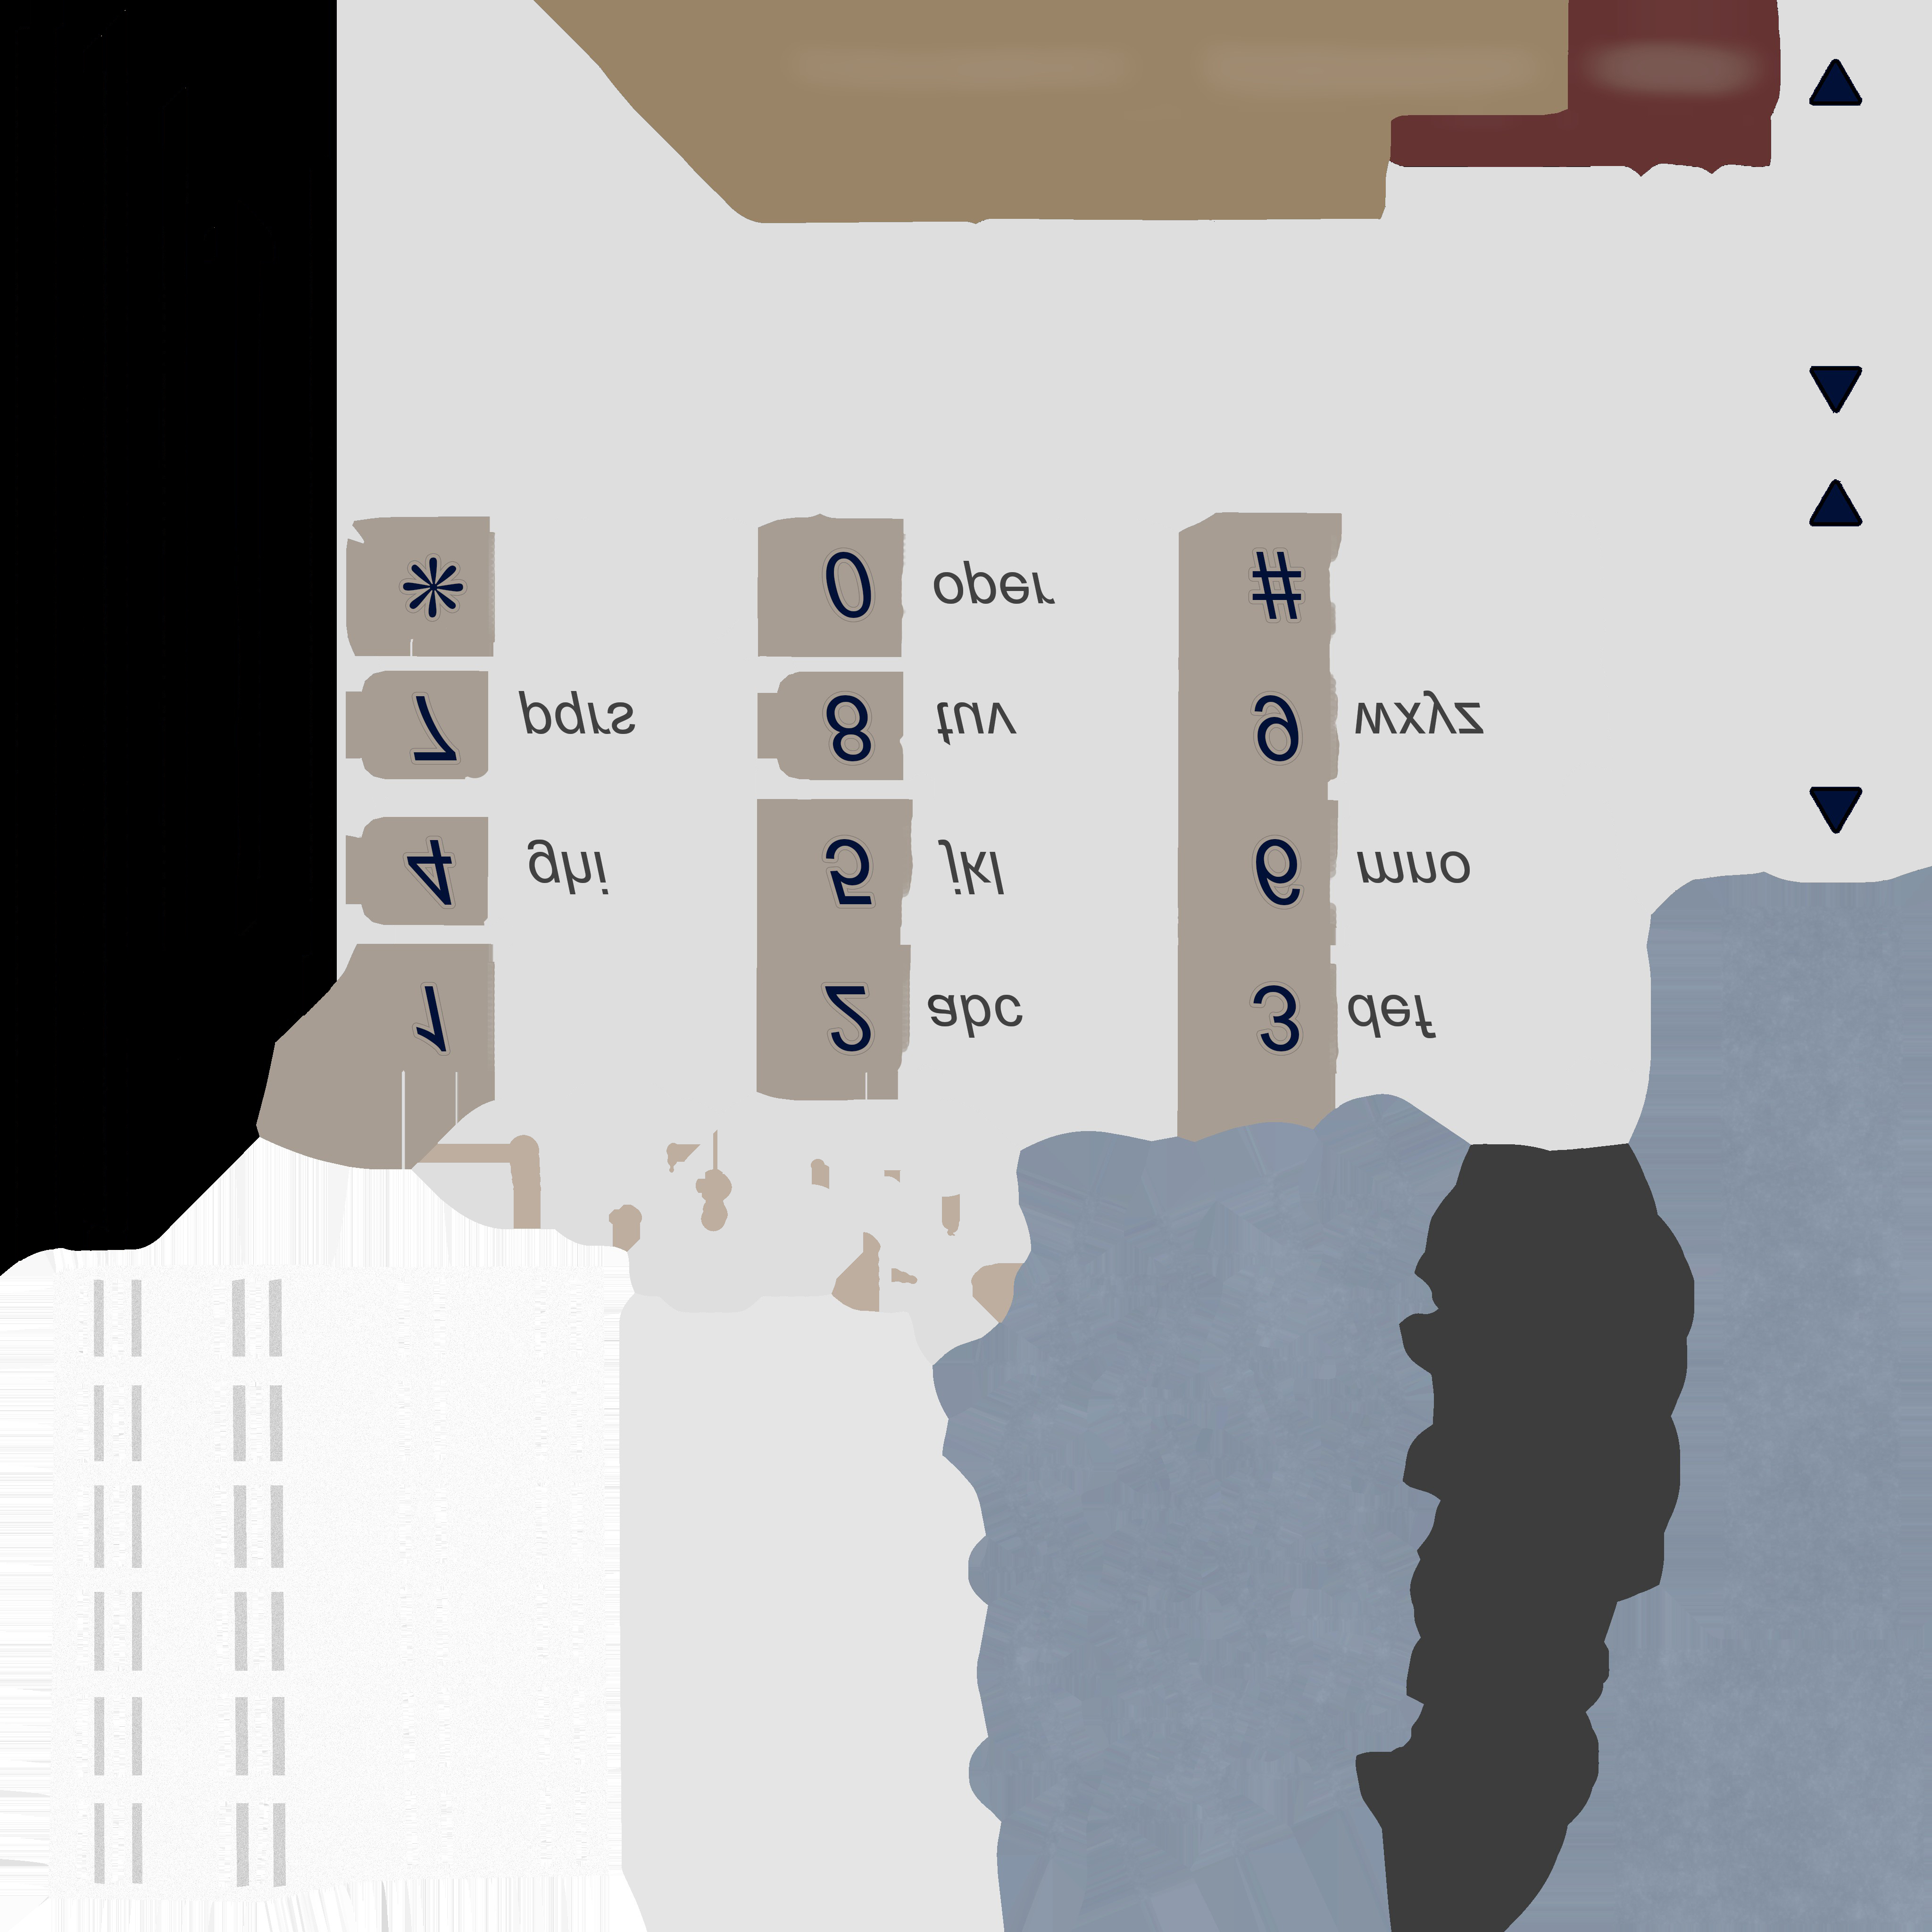 1 2 abc 3 def
4 ghi 5 jkl 6 mno
7 pqrs 8 tuv 9 wxyz
* 0 oper #